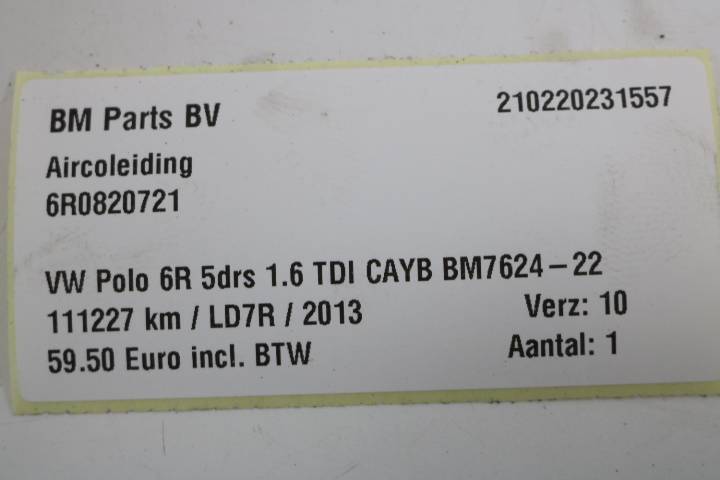 BM Parts BV 210220231557
Aircoleiding
6R0820721
VW Polo 6R 5drs 1.6 TDI CAYB BM7624-22
111227 km / LD7R / 2013 Verz: 10
59.50 Euro incl. BTW Aantal: 1